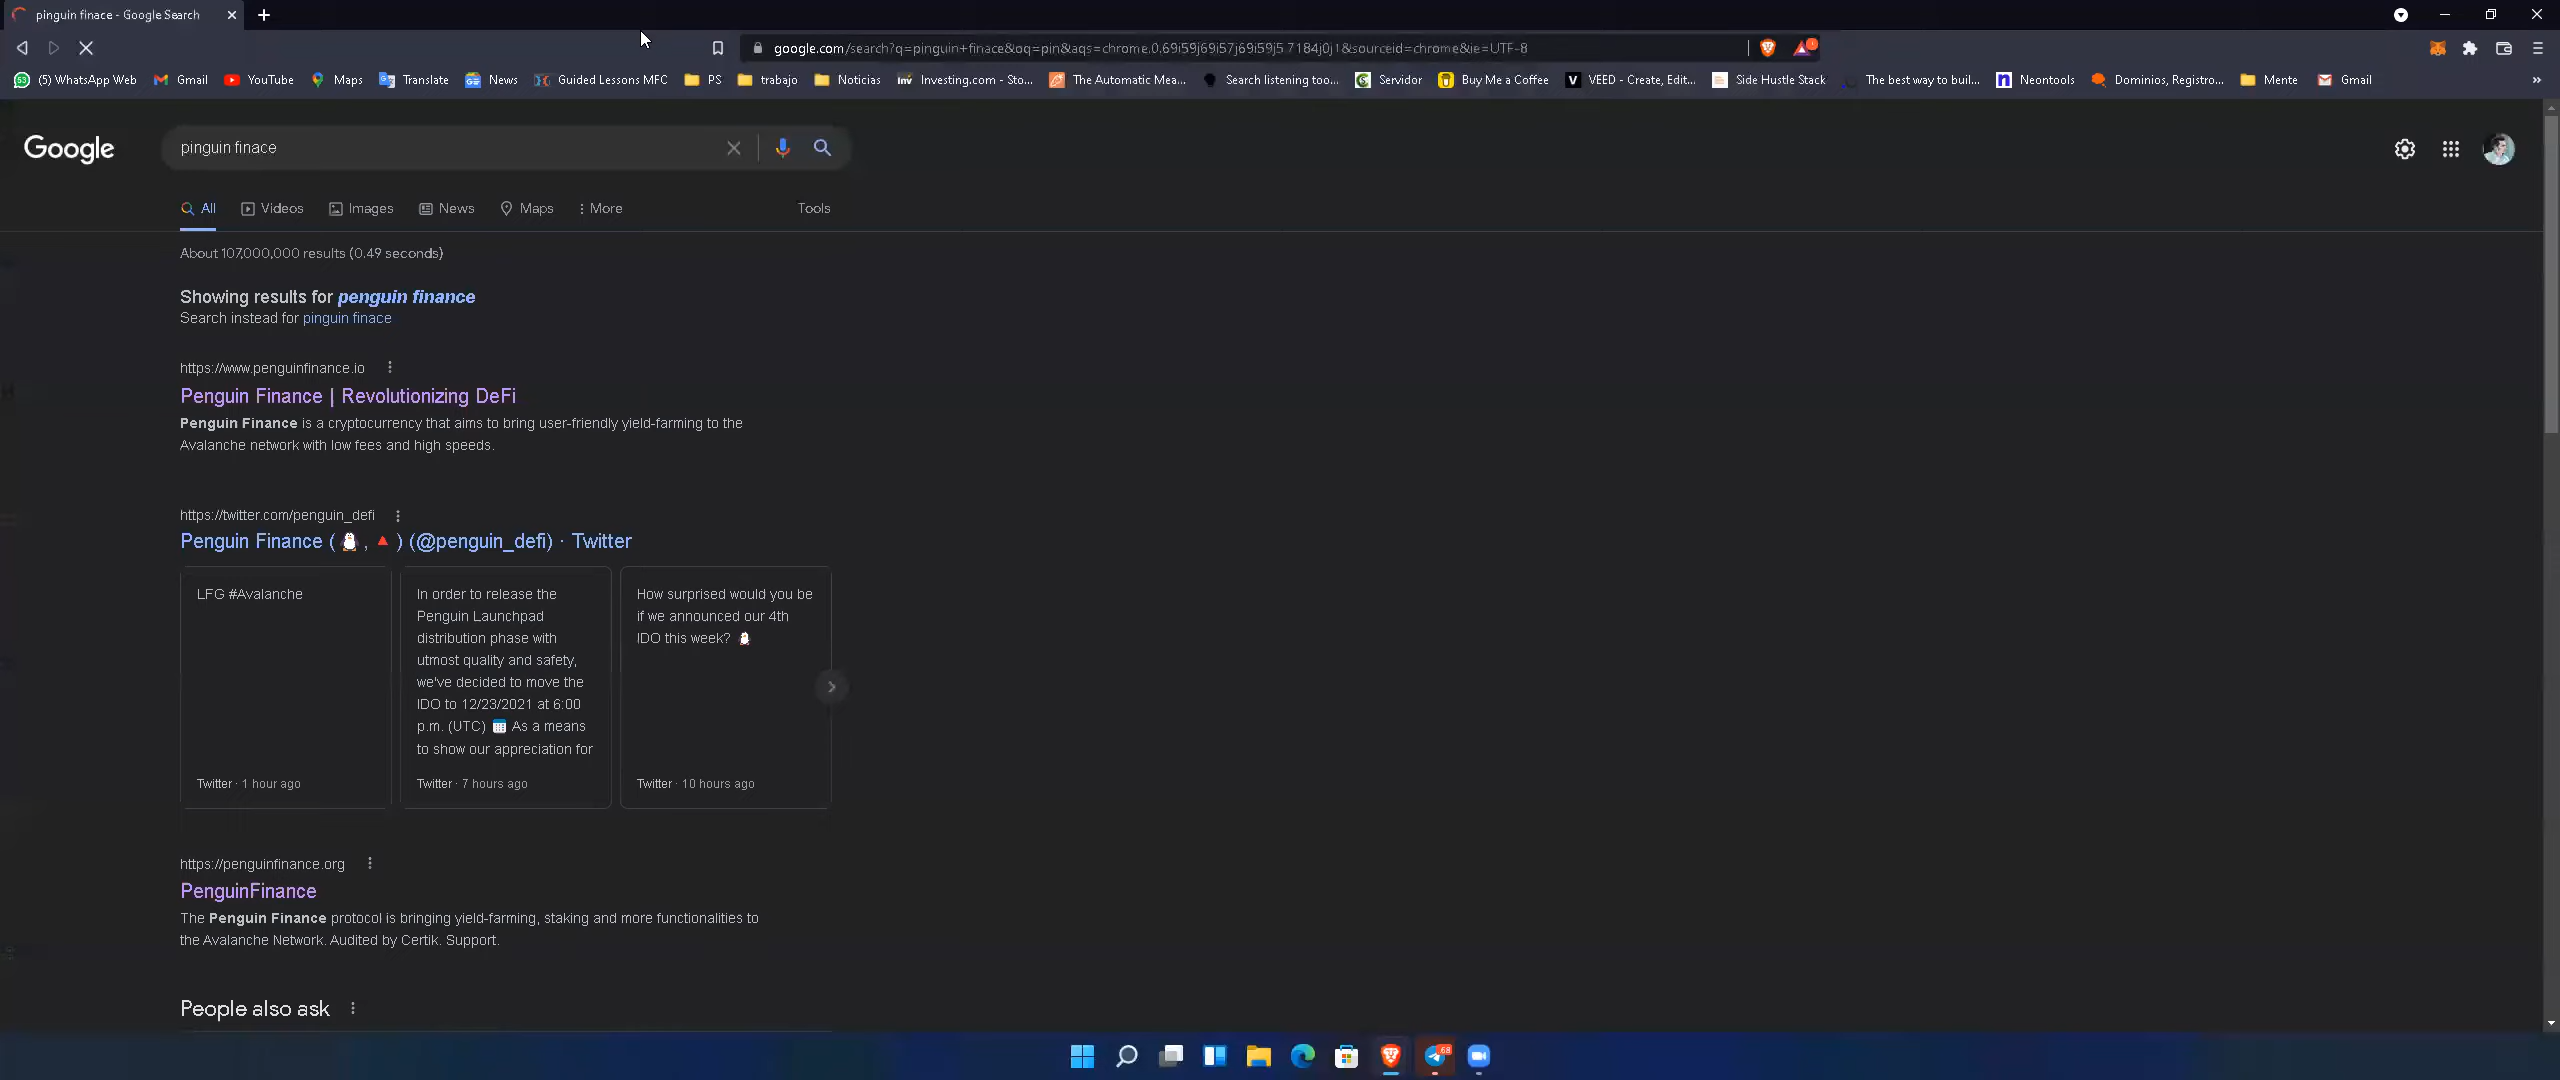 pinguin finace - Google Search
google.com/search?q=pinguin+finace&oq=pin&aqs=chrome.0.69i59j69i57j69i59j5.7184j0j1&sourceid=chrome&ie=UTF-8
(5) WhatsApp Web Gmail YouTube Maps Translate News Guided Lessons MFC PS trabajo Noticias inv Investing.com - Sto... The Automatic Mea... Search listening too... Servidor Buy Me a Coffee V VEED - Create, Edit... Side Hustle Stack The best way to buil... n Neontools Dominios, Registro... Mente Gmail
Google
pinguin finace
All Videos Images News Maps More Tools
About 107,000,000 results (0.49 seconds)
Showing results for penguin finance
Search instead for pinguin finace
https://www.penguinfinance.io
Penguin Finance | Revolutionizing DeFi
Penguin Finance is a cryptocurrency that aims to bring user-friendly yield-farming to the
Avalanche network with low fees and high speeds.
https://twitter.com/penguin_defi
Penguin Finance (🐧, 🔺) (@penguin_defi) · Twitter
LFG #Avalanche
Twitter · 1 hour ago
In order to release the
Penguin Launchpad
distribution phase with
utmost quality and safety,
we've decided to move the
IDO to 12/23/2021 at 6:00
p.m. (UTC) 🗓 As a means
to show our appreciation for
Twitter · 7 hours ago
How surprised would you be
if we announced our 4th
IDO this week? 🐧
Twitter · 10 hours ago
https://penguinfinance.org
PenguinFinance
The Penguin Finance protocol is bringing yield-farming, staking and more functionalities to
the Avalanche Network. Audited by Certik. Support.
People also ask
68